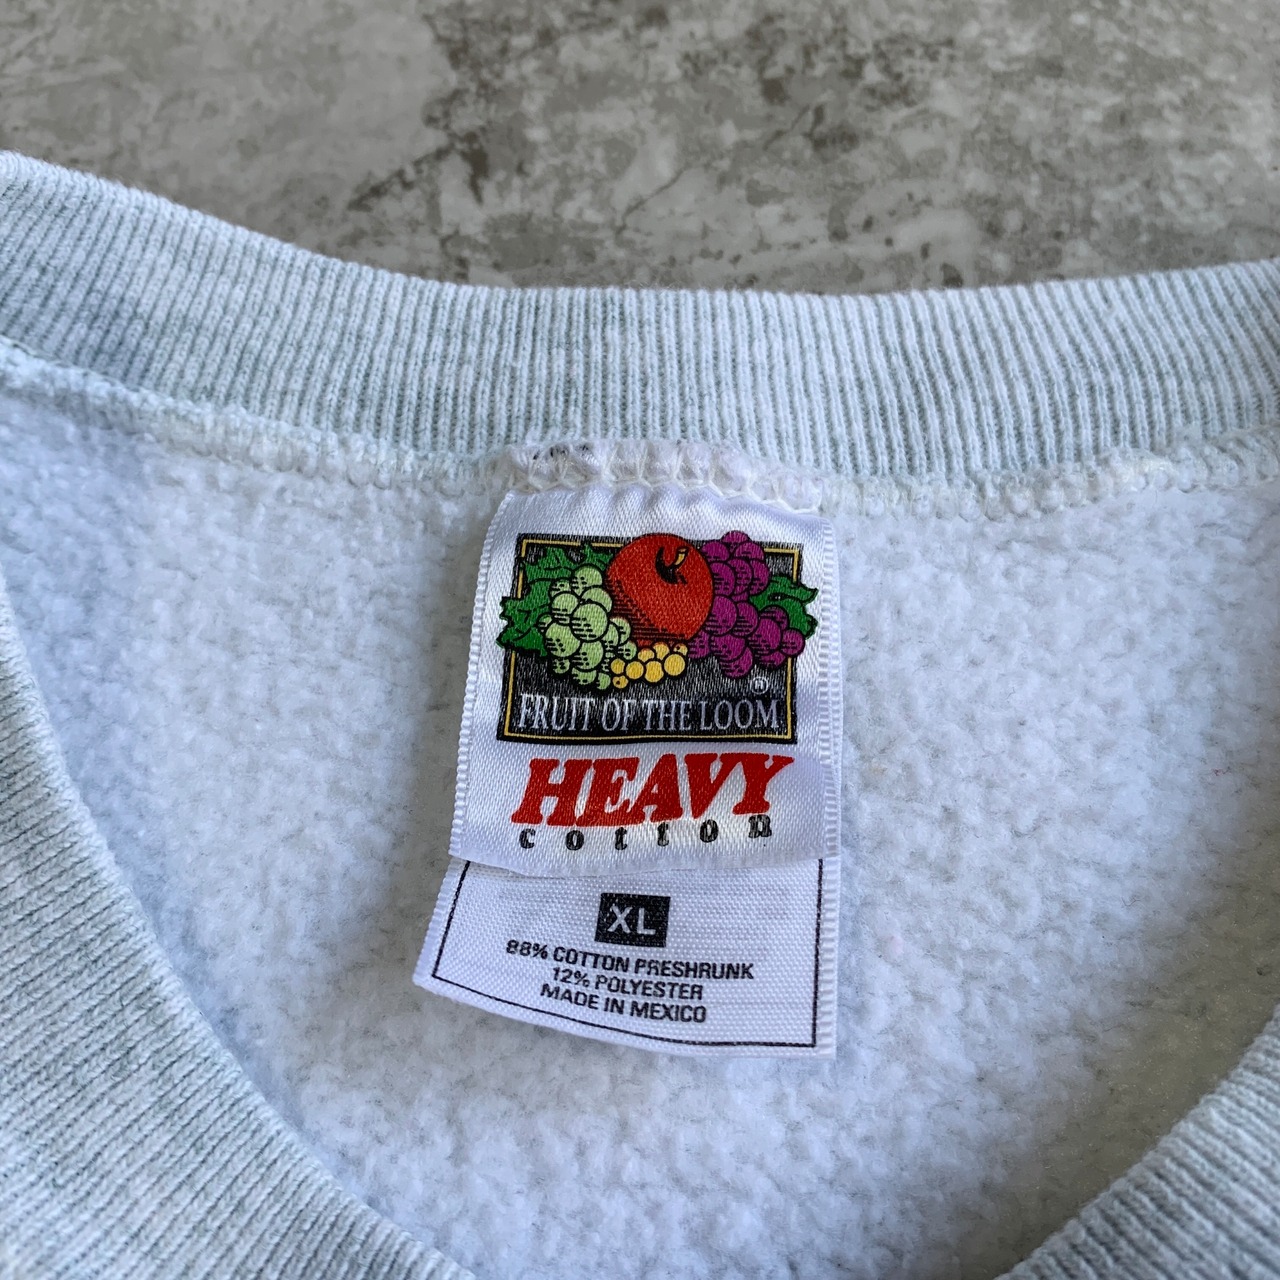 ®
FRUIT OF THE LOOM
HEAVY
cotton
XL
88% COTTON PRESHRUNK
12% POLYESTER
MADE IN MEXICO